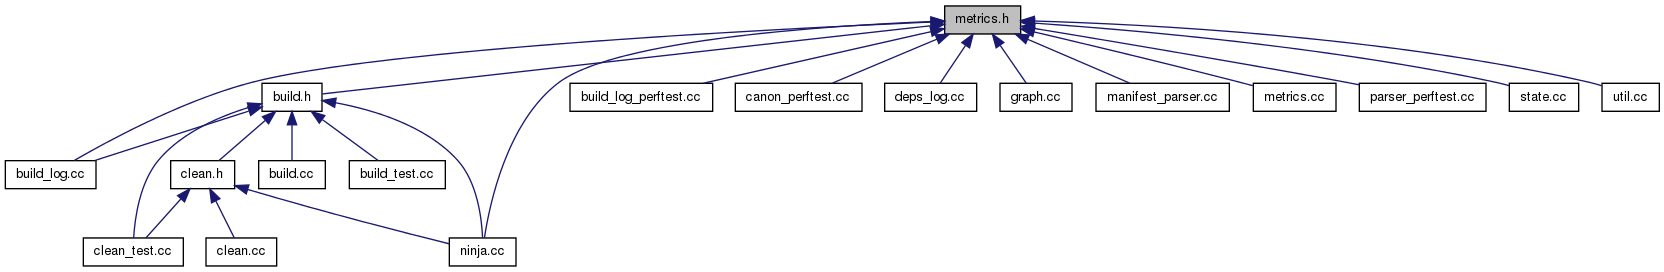 metrics.h
build.h
build_log_perftest.cc
canon_perftest.cc
deps_log.cc
graph.cc
manifest_parser.cc
metrics.cc
parser_perftest.cc
state.cc
util.cc
build_log.cc
clean.h
build.cc
build_test.cc
clean_test.cc
clean.cc
ninja.cc